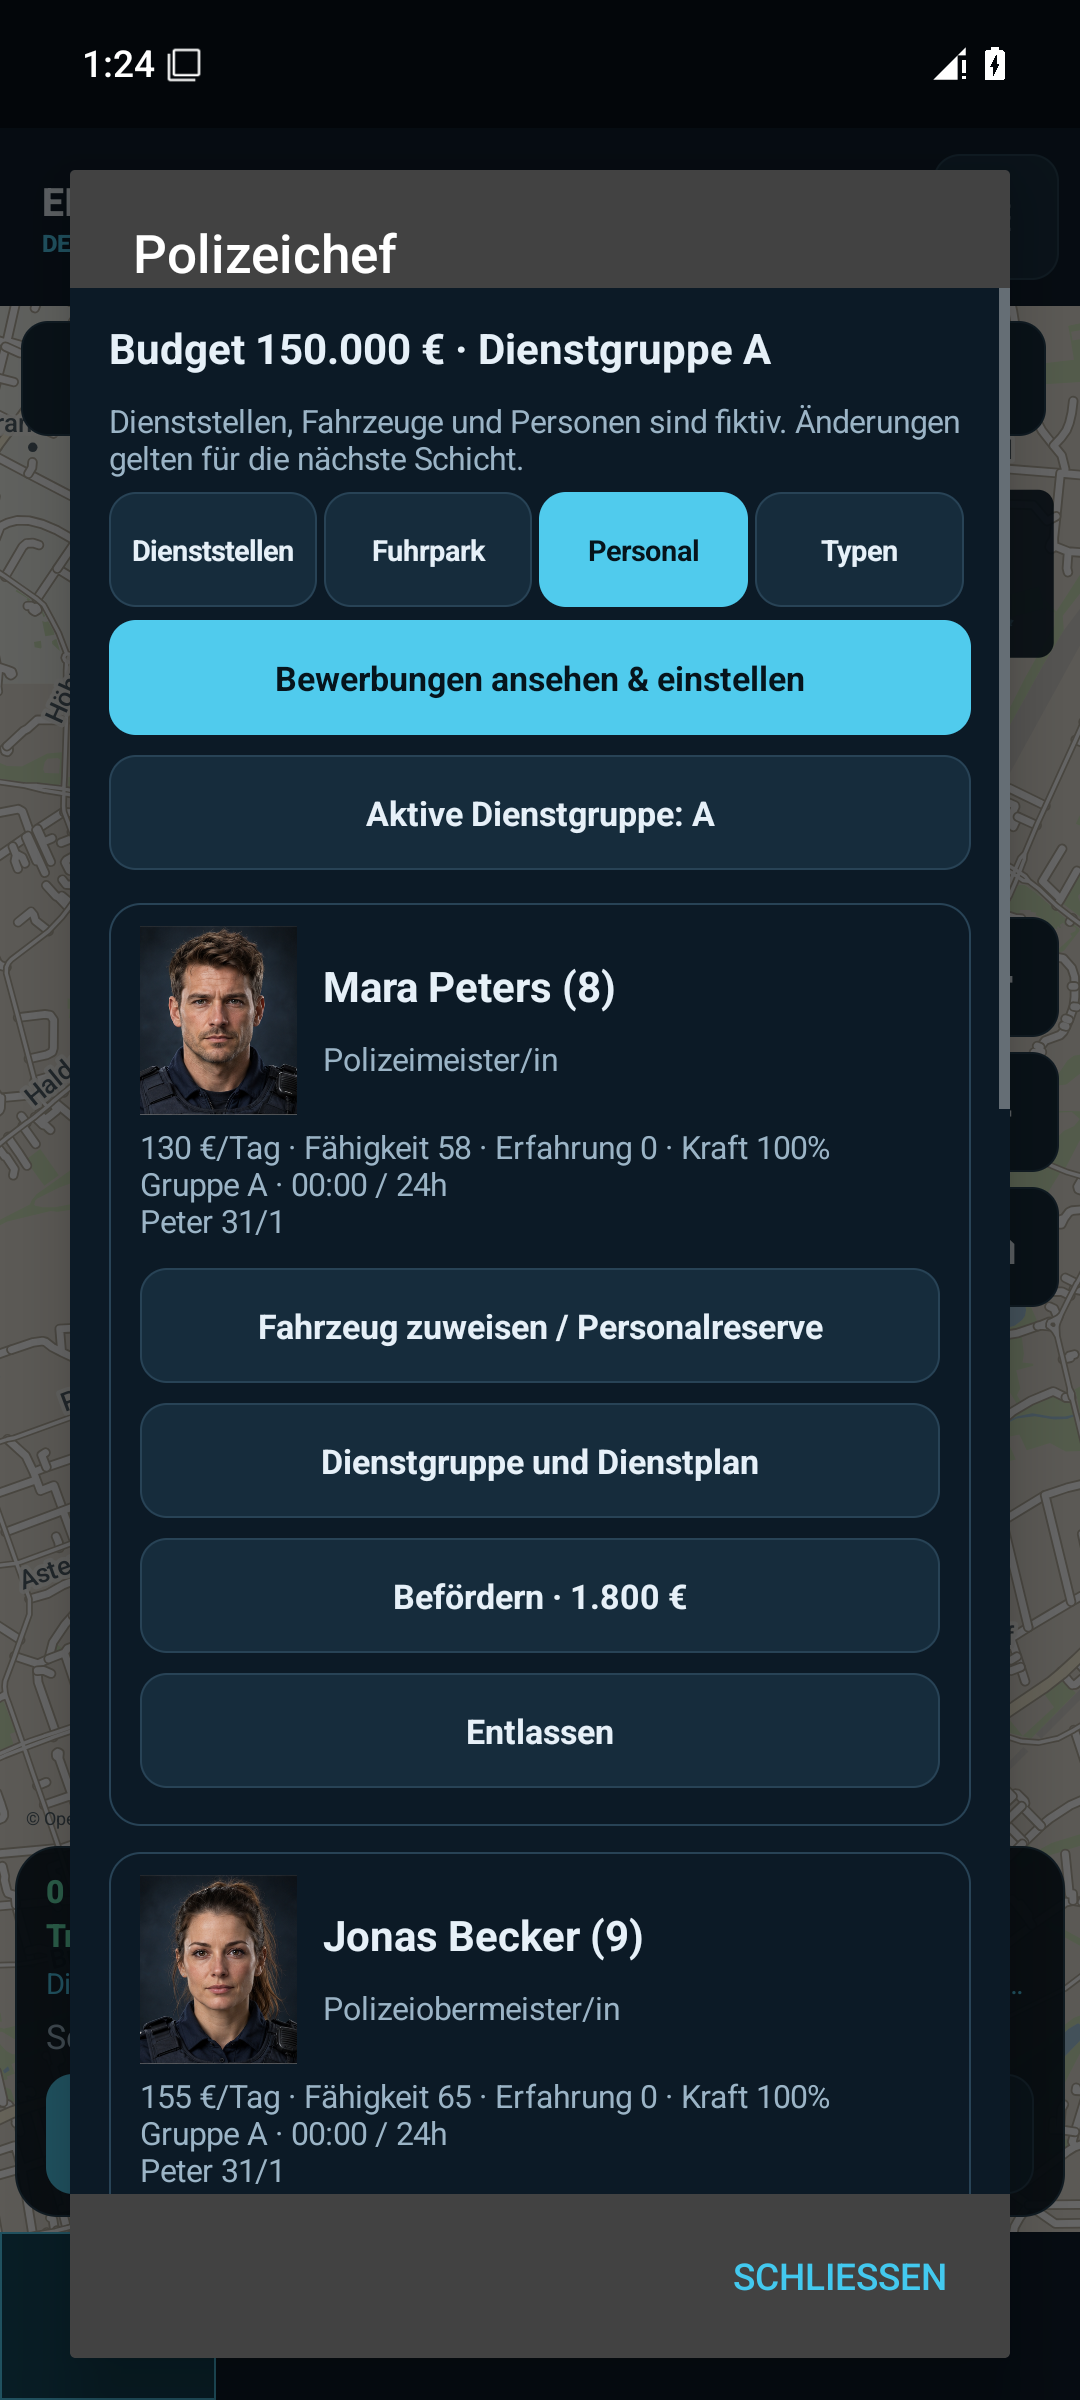 1:24
Polizeichef
Budget 150.000 € · Dienstgruppe A
Dienststellen, Fahrzeuge und Personen sind fiktiv. Änderungen
gelten für die nächste Schicht.
Dienststellen
Fuhrpark
Personal
Typen
Bewerbungen ansehen & einstellen
Aktive Dienstgruppe: A
Mara Peters (8)
Polizeimeister/in
130 €/Tag · Fähigkeit 58 · Erfahrung 0 · Kraft 100%
Gruppe A · 00:00 / 24h
Peter 31/1
Fahrzeug zuweisen / Personalreserve
Dienstgruppe und Dienstplan
Befördern · 1.800 €
Entlassen
Jonas Becker (9)
Polizeiobermeister/in
155 €/Tag · Fähigkeit 65 · Erfahrung 0 · Kraft 100%
Gruppe A · 00:00 / 24h
Peter 31/1
SCHLIESSEN